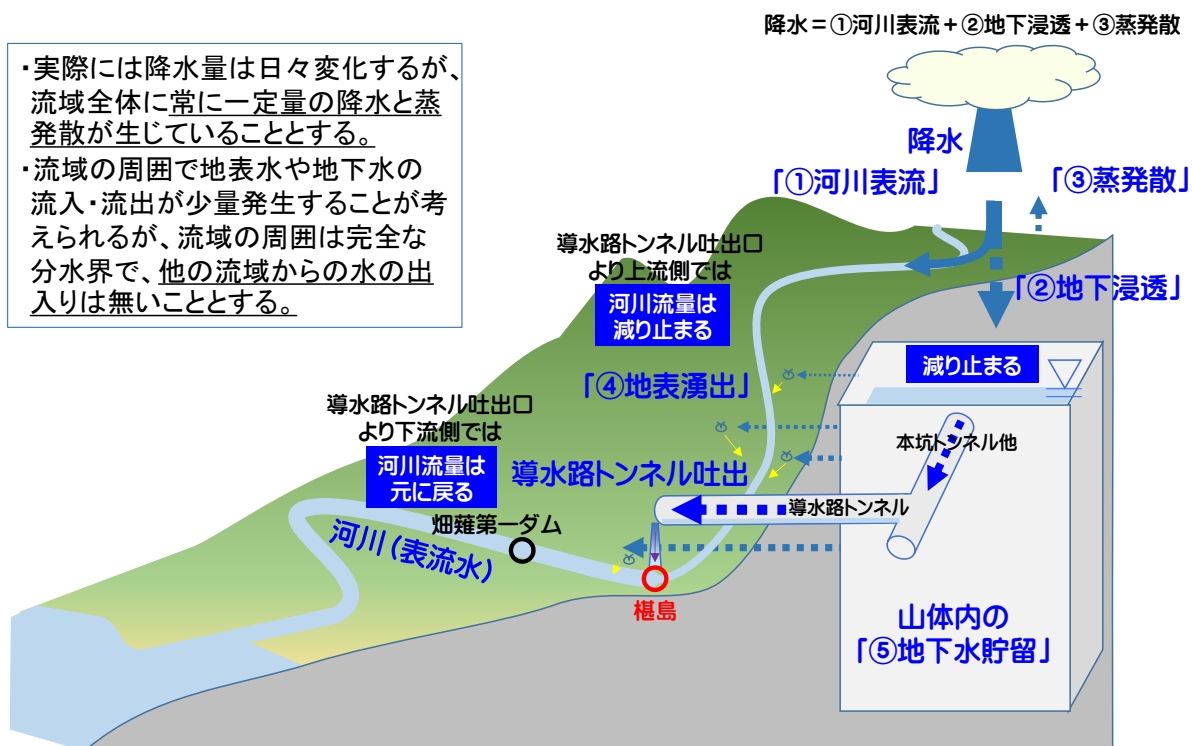 降水＝①河川表流＋②地下浸透＋③蒸発散
・実際には降水量は日々変化するが、
流域全体に常に一定量の降水と蒸
発散が生じていることとする。
・流域の周囲で地表水や地下水の
流入・流出が少量発生することが考
えられるが、流域の周囲は完全な
分水界で、他の流域からの水の出
入りは無いこととする。
降水
「①河川表流」
「③蒸発散」
導水路トンネル吐出口
より上流側では
河川流量は
減り止まる
「②地下浸透」
減り止まる
「④地表湧出」
導水路トンネル吐出口
より下流側では
河川流量は
元に戻る
本坑トンネル他
導水路トンネル吐出
導水路トンネル
畑薙第一ダム
河川（表流水）
椹島
山体内の
「⑤地下水貯留」